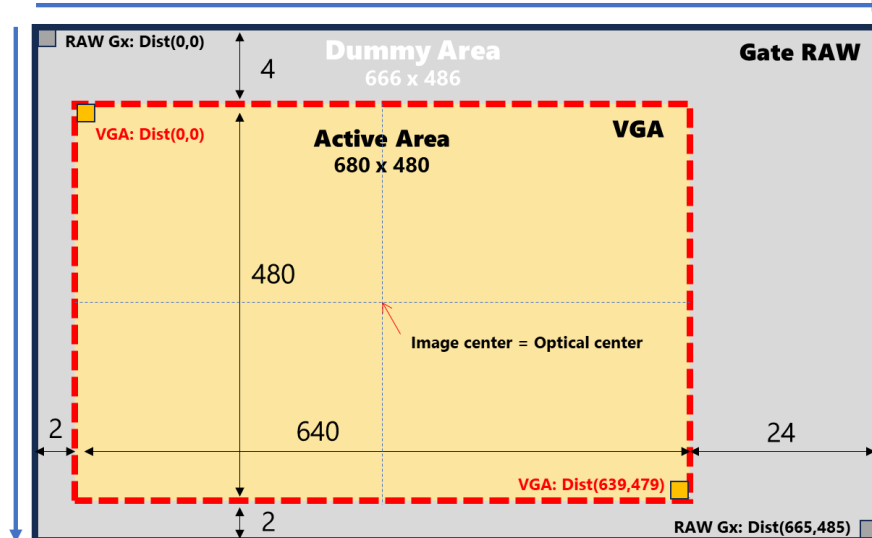 RAW Gx: Dist(0,0)
Dummy Area
666 x 486
Gate RAW
4
VGA: Dist(0,0)
Active Area
680 x 480
VGA
480
Image center = Optical center
2
640
24
VGA: Dist(639,479)
2
RAW Gx: Dist(665,485)